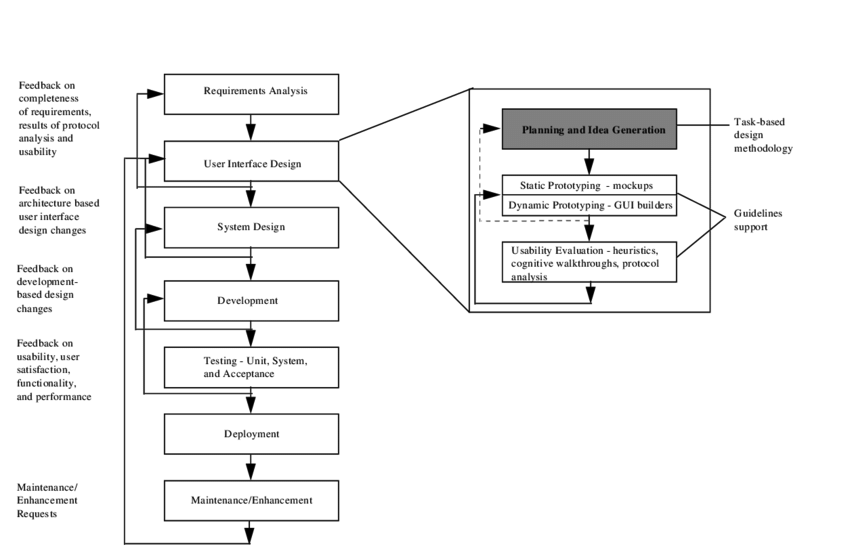 Feedback on
completeness
of requirements,
results of protocol
analysis and
usability
Feedback on
architecture based
user interface
design changes
Feedback on
development-
based design
changes
Feedback on
usability, user
satisfaction,
functionality,
and performance
Maintenance/
Enhancement
Requests
Requirements Analysis
User Interface Design
System Design
Development
Testing - Unit, System,
and Acceptance
Deployment
Maintenance/Enhancement
Planning and Idea Generation
Static Prototyping - mockups
Dynamic Prototyping - GUI builders
Usability Evaluation - heuristics,
cognitive walkthroughs, protocol
analysis
Task-based
design
methodology
Guidelines
support